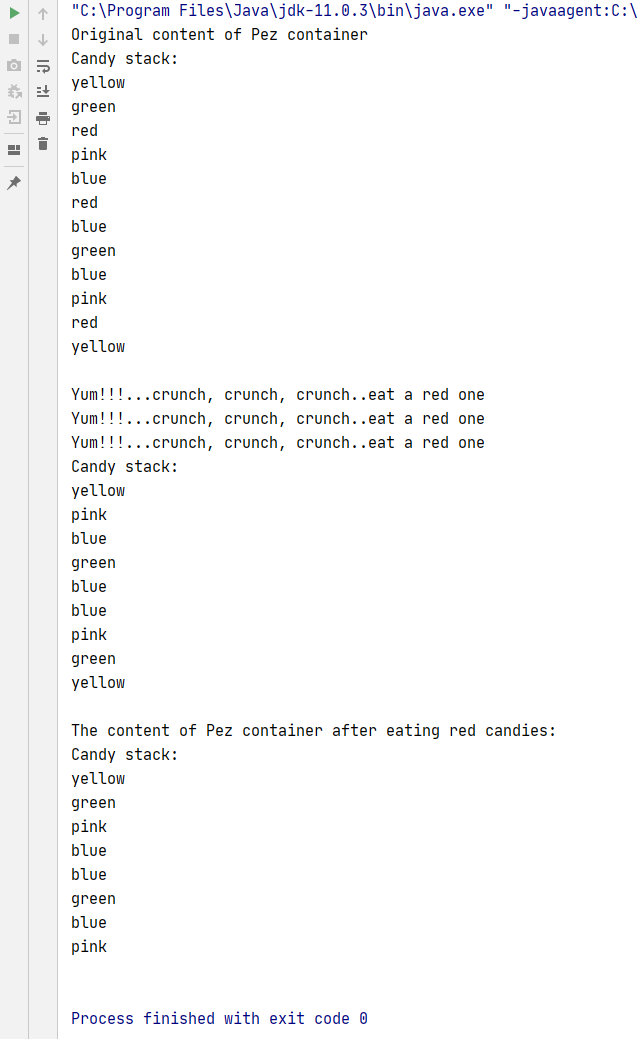 "C:\Program Files\Java\jdk-11.0.3\bin\java.exe" "-javaagent:C:\
Original content of Pez container
Candy stack:
yellow
green
red
pink
blue
red
blue
green
blue
pink
red
yellow
Yum!!!...crunch, crunch, crunch..eat a red one
Yum!!!...crunch, crunch, crunch..eat a red one
Yum!!!...crunch, crunch, crunch..eat a red one
Candy stack:
yellow
pink
blue
green
blue
blue
pink
green
yellow
The content of Pez container after eating red candies:
Candy stack:
yellow
green
pink
blue
blue
green
blue
pink
Process finished with exit code 0